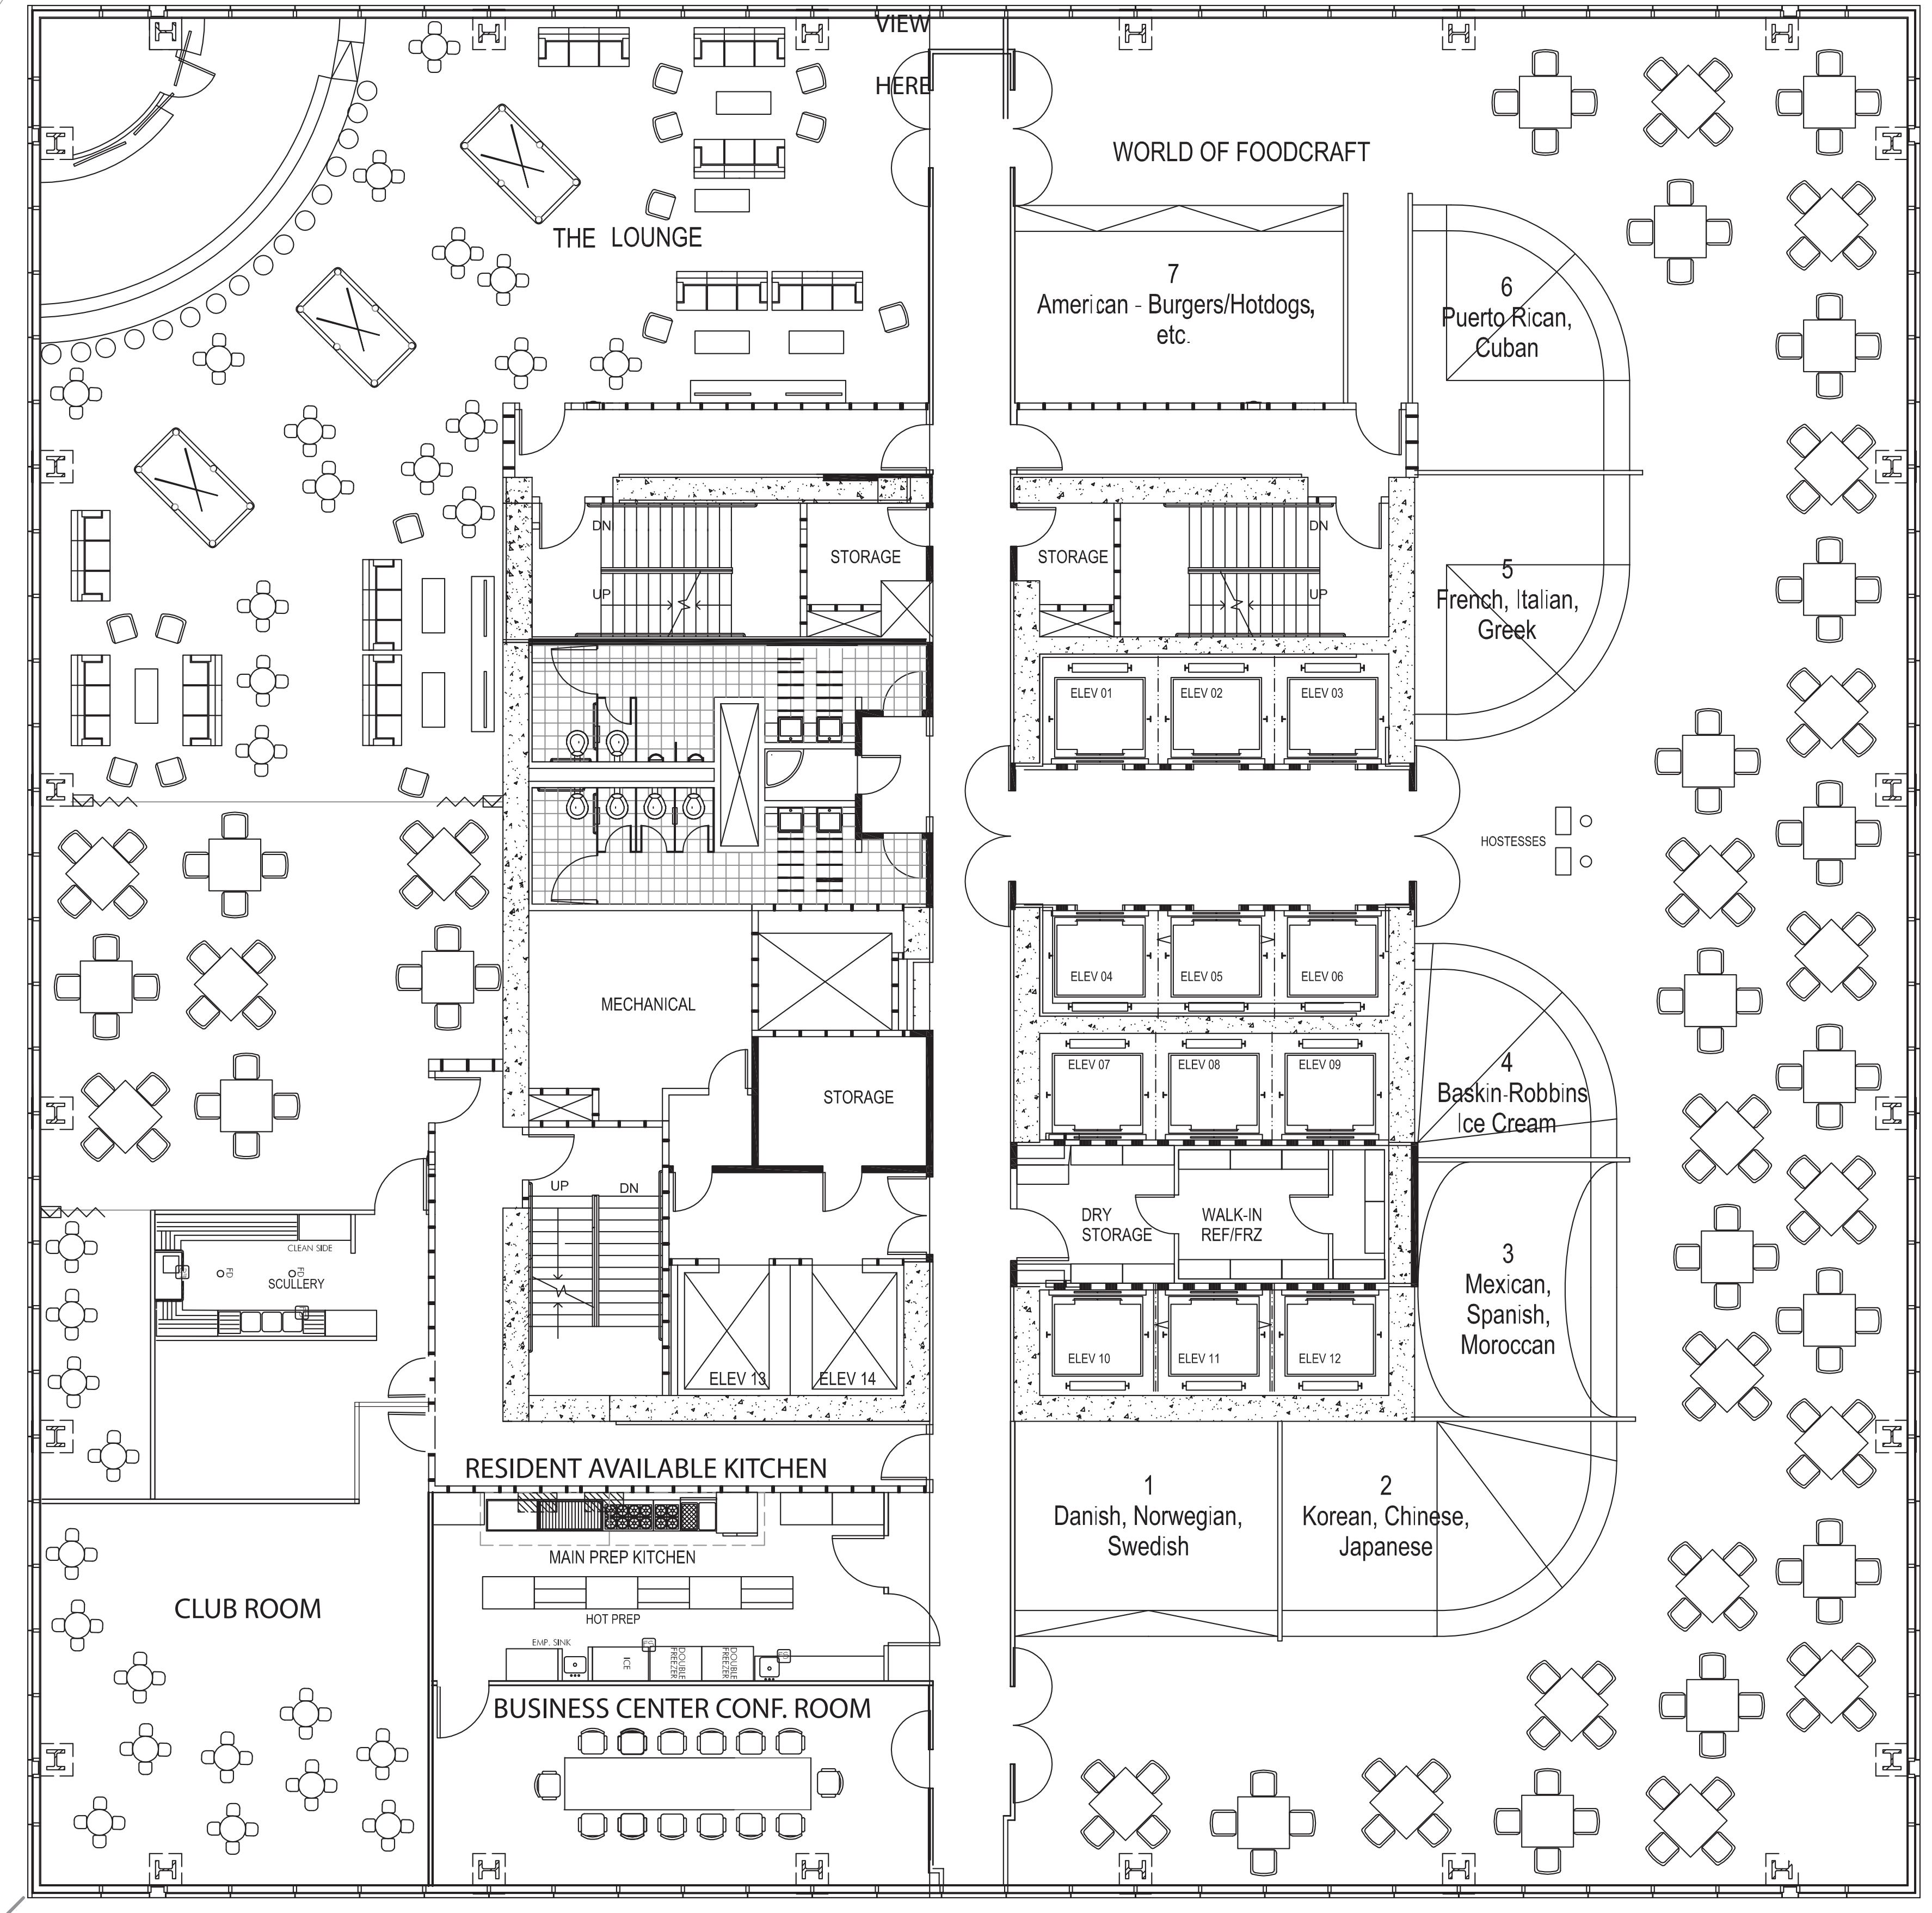 VIEW
HERE
WORLD OF FOODCRAFT
THE LOUNGE
7
American - Burgers/Hotdogs,
etc.
6
Puerto Rican,
Cuban
DN
STORAGE
UP
STORAGE
DN
UP
5
French, Italian,
Greek
ELEV 01
ELEV 02
ELEV 03
HOSTESSES
ELEV 04
ELEV 05
ELEV 06
MECHANICAL
STORAGE
ELEV 07
ELEV 08
ELEV 09
4
Baskin-Robbins
Ice Cream
UP
DN
DRY
STORAGE
WALK-IN
REF/FRZ
CLEAN SIDE
FD
FD
SCULLERY
3
Mexican,
Spanish,
Moroccan
ELEV 13
ELEV 14
ELEV 10
ELEV 11
ELEV 12
RESIDENT AVAILABLE KITCHEN
1
Danish, Norwegian,
Swedish
2
Korean, Chinese,
Japanese
MAIN PREP KITCHEN
HOT PREP
CLUB ROOM
EMP. SINK
ICE
DOUBLE
FREEZER
DOUBLE
FREEZER
BUSINESS CENTER CONF. ROOM